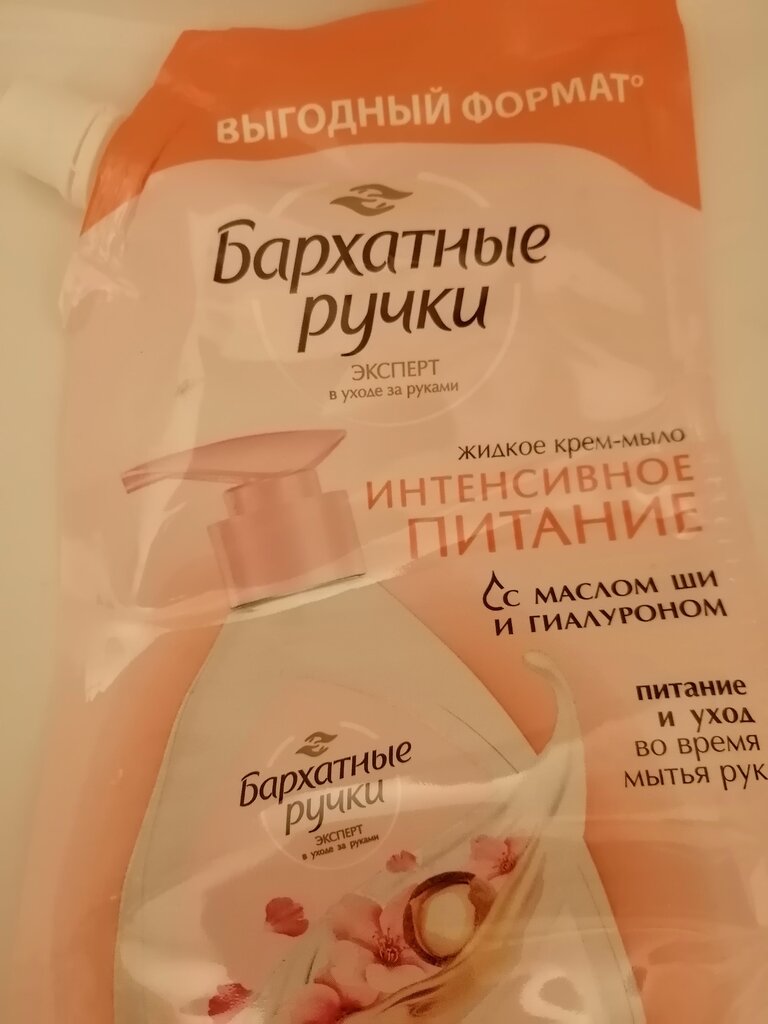 ВЫГОДНЫЙ ФОРМАТ°
Бархатные
ручки
ЭКСПЕРТ
в уходе за руками
жидкое крем-мыло
ИНТЕНСИВНОЕ
ПИТАНИЕ
С МАСЛОМ ШИ
И ГИАЛУРОНОМ
питание
и уход
во время
мытья рук
Бархатные
ручки
ЭКСПЕРТ
в уходе за руками